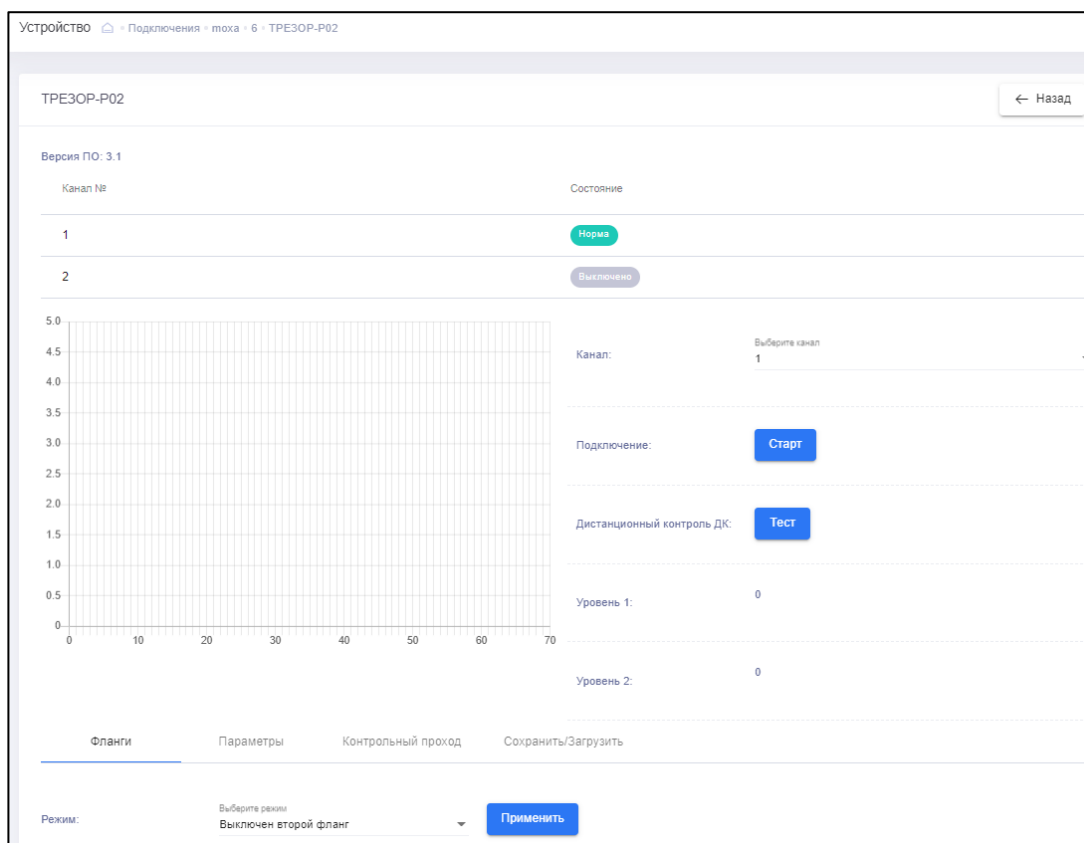 Устройство • Подключения • moxa • 6 • ТРЕЗОР-Р02
ТРЕЗОР-Р02
← Назад
Версия ПО: 3.1
Канал № Состояние
1 Норма
2 Выключено
5.0
4.5
4.0
3.5
3.0
2.5
2.0
1.5
1.0
0.5
0
0 10 20 30 40 50 60 70
Канал: Выберите канал
1
Подключение: Старт
Дистанционный контроль ДК: Тест
Уровень 1: 0
Уровень 2: 0
Фланги Параметры Контрольный проход Сохранить/Загрузить
Режим: Выберите режим
Выключен второй фланг
Применить